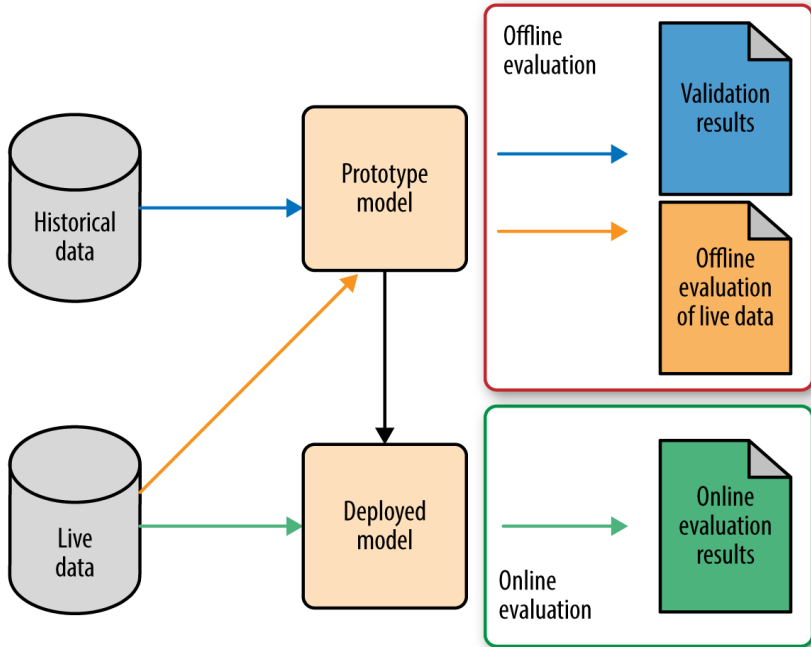 Offline
evaluation
Validation
results
Prototype
model
Historical
data
Offline
evaluation
of live data
Live
data
Deployed
model
Online
evaluation
Online
evaluation
results